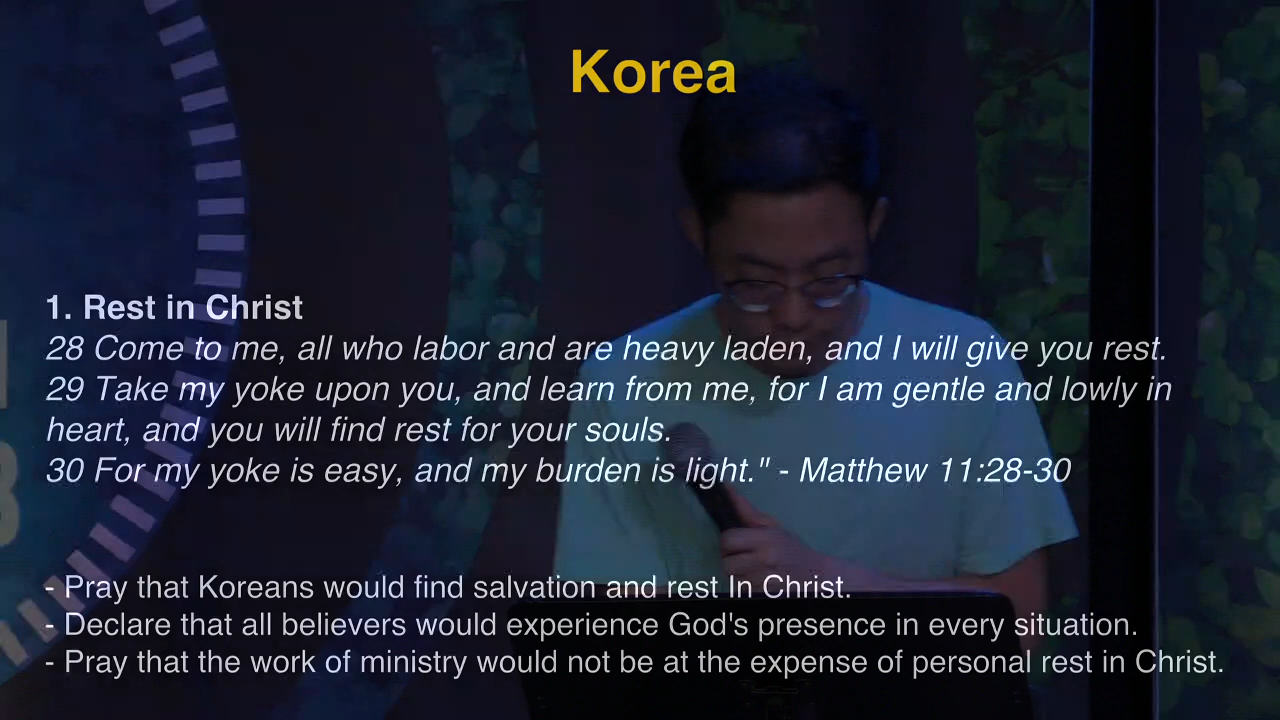 Korea
1. Rest in Christ
28 Come to me, all who labor and are heavy laden, and I will give you rest.
29 Take my yoke upon you, and learn from me, for I am gentle and lowly in
heart, and you will find rest for your souls.
30 For my yoke is easy, and my burden is light." - Matthew 11:28-30
- Pray that Koreans would find salvation and rest In Christ.
- Declare that all believers would experience God's presence in every situation.
- Pray that the work of ministry would not be at the expense of personal rest in Christ.